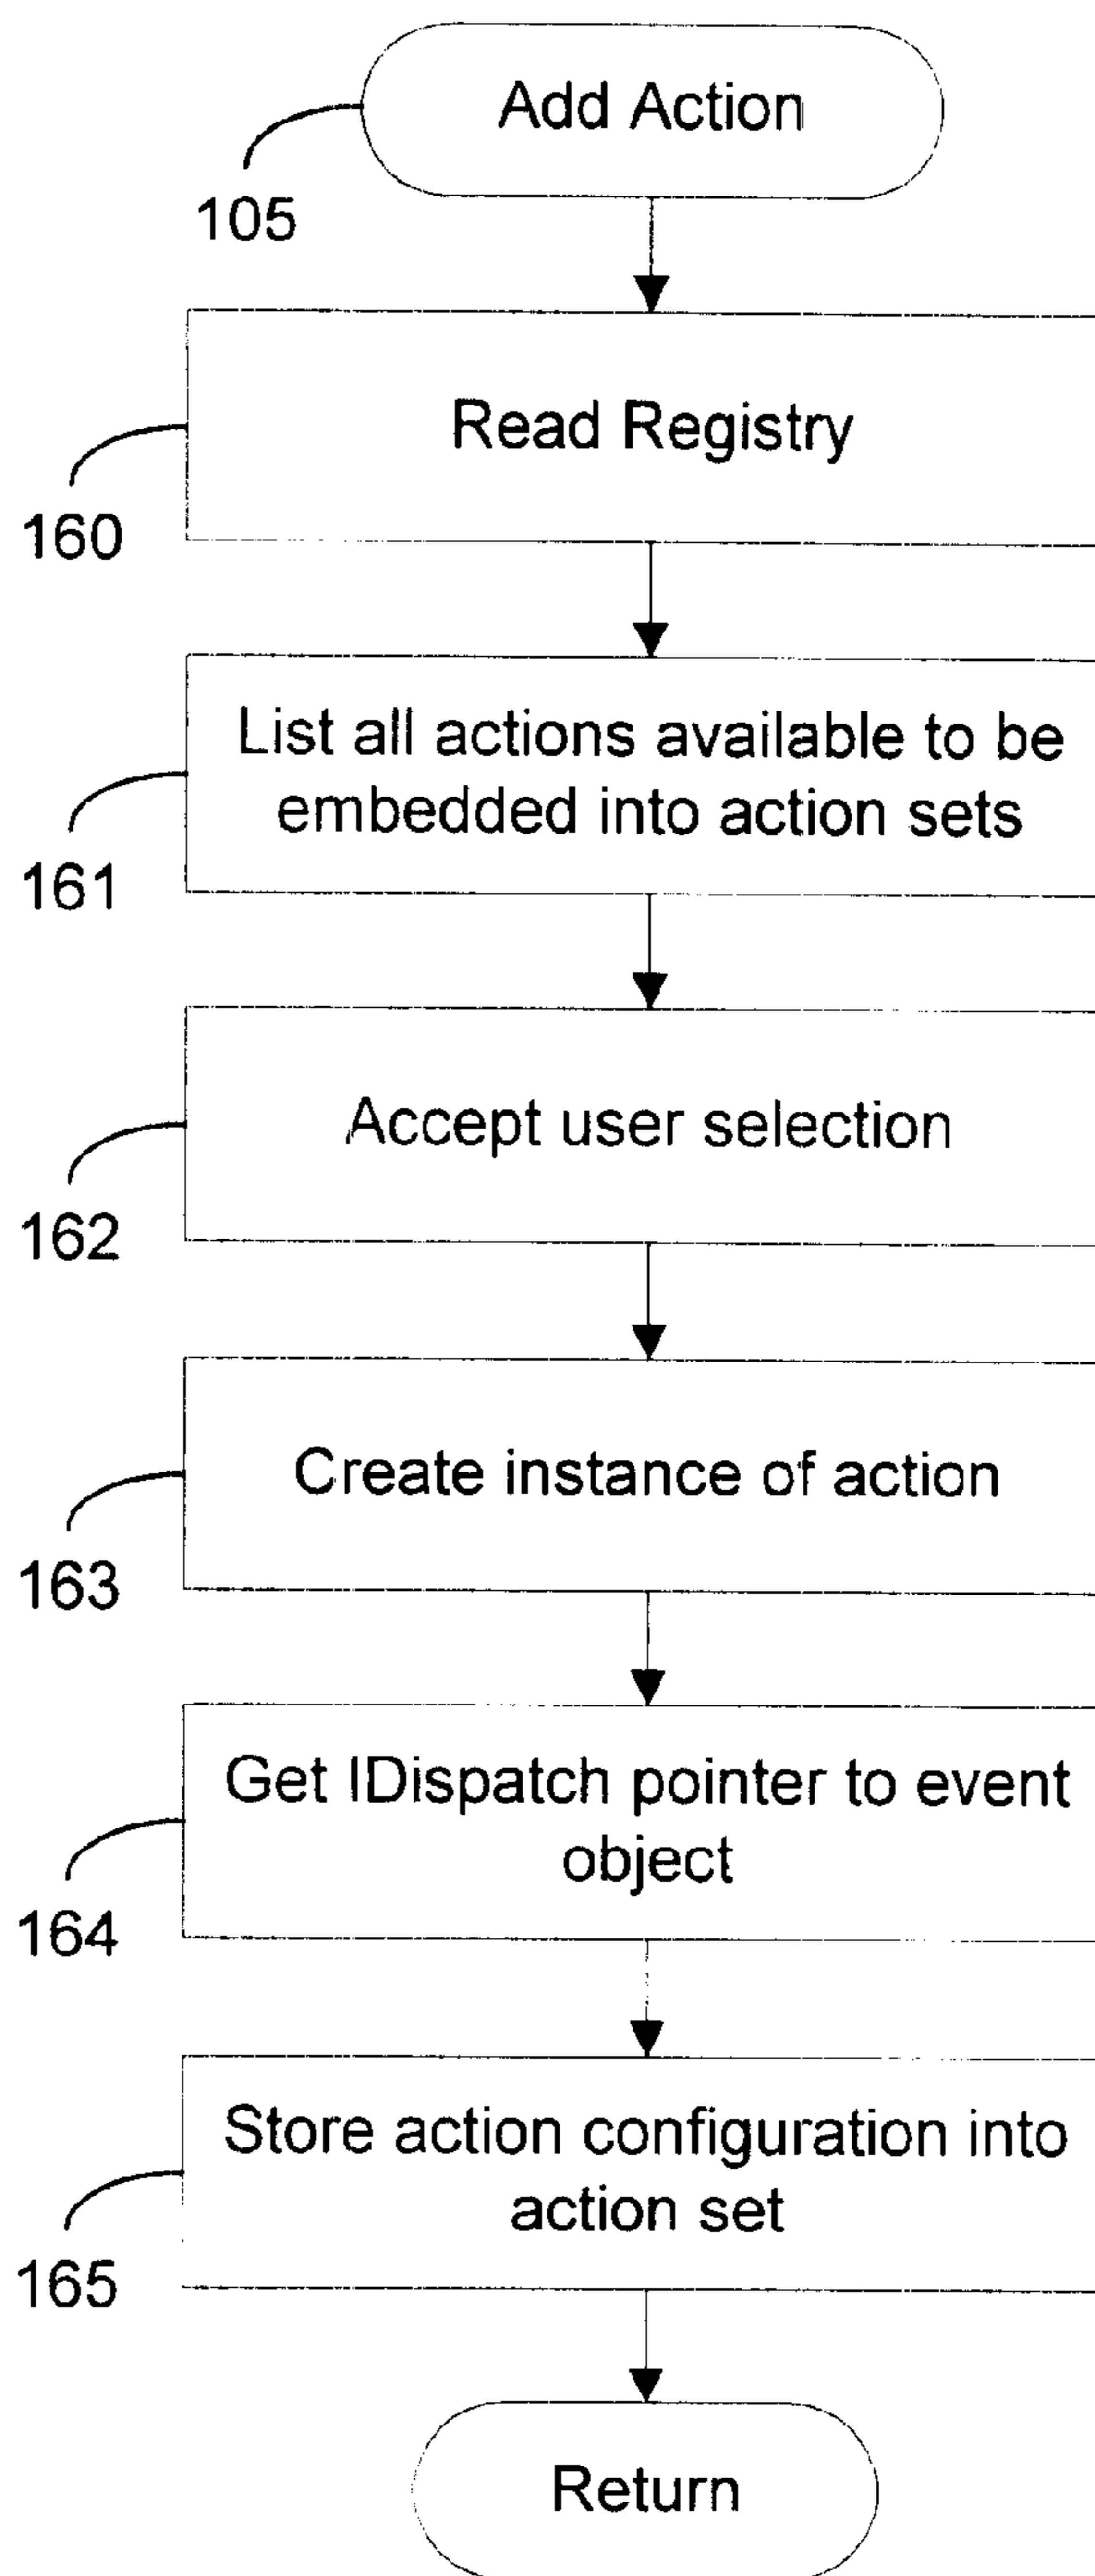 Add Action
105
Read Registry
160
List all actions available to be
embedded into action sets
161
Accept user selection
162
Create instance of action
163
Get IDispatch pointer to event
object
164
Store action configuration into
action set
165
Return